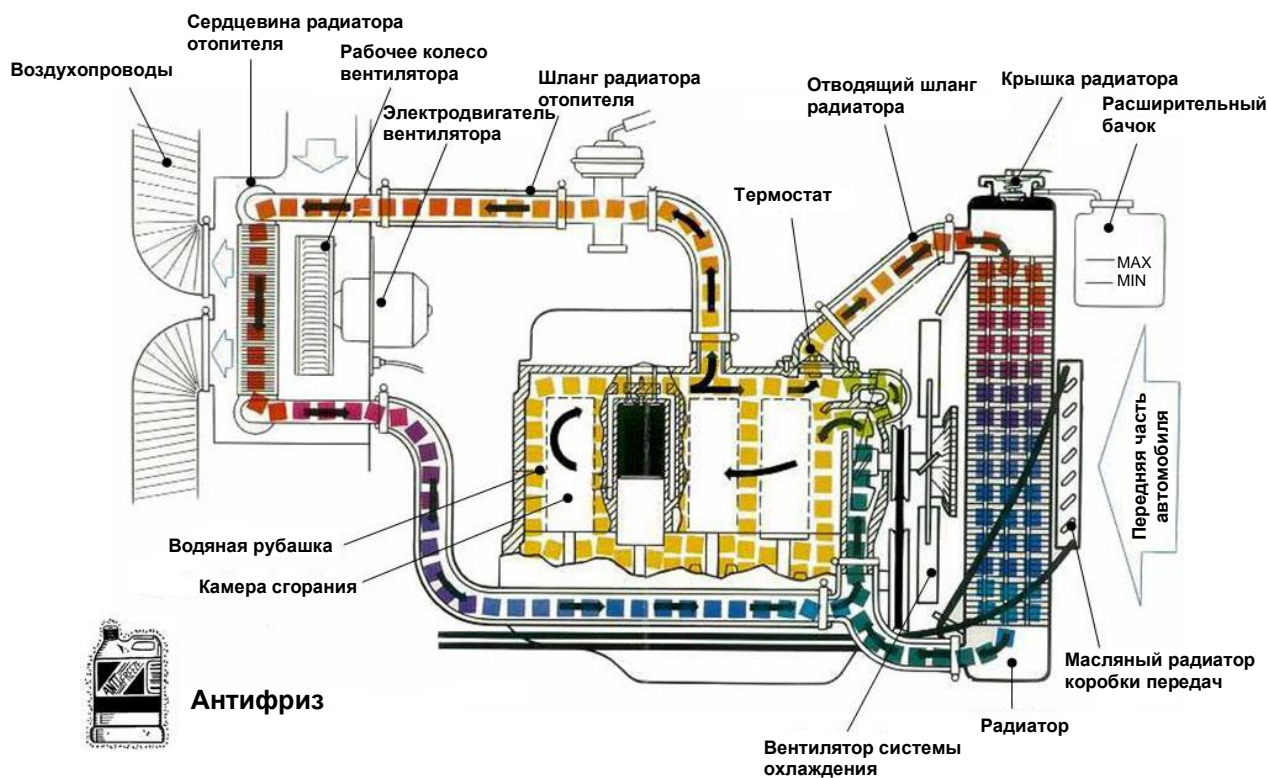 Сердцевина радиатора
отопителя
Рабочее колесо
вентилятора
Воздухопроводы
Электродвигатель
вентилятора
Шланг радиатора
отопителя
Отводящий шланг
радиатора
Крышка радиатора
Расширительный
бачок
Термостат
MAX
MIN
Передняя часть
автомобиля
Водяная рубашка
Камера сгорания
Масляный радиатор
коробки передач
Радиатор
Вентилятор системы
охлаждения
ANTIFREEZE
Антифриз